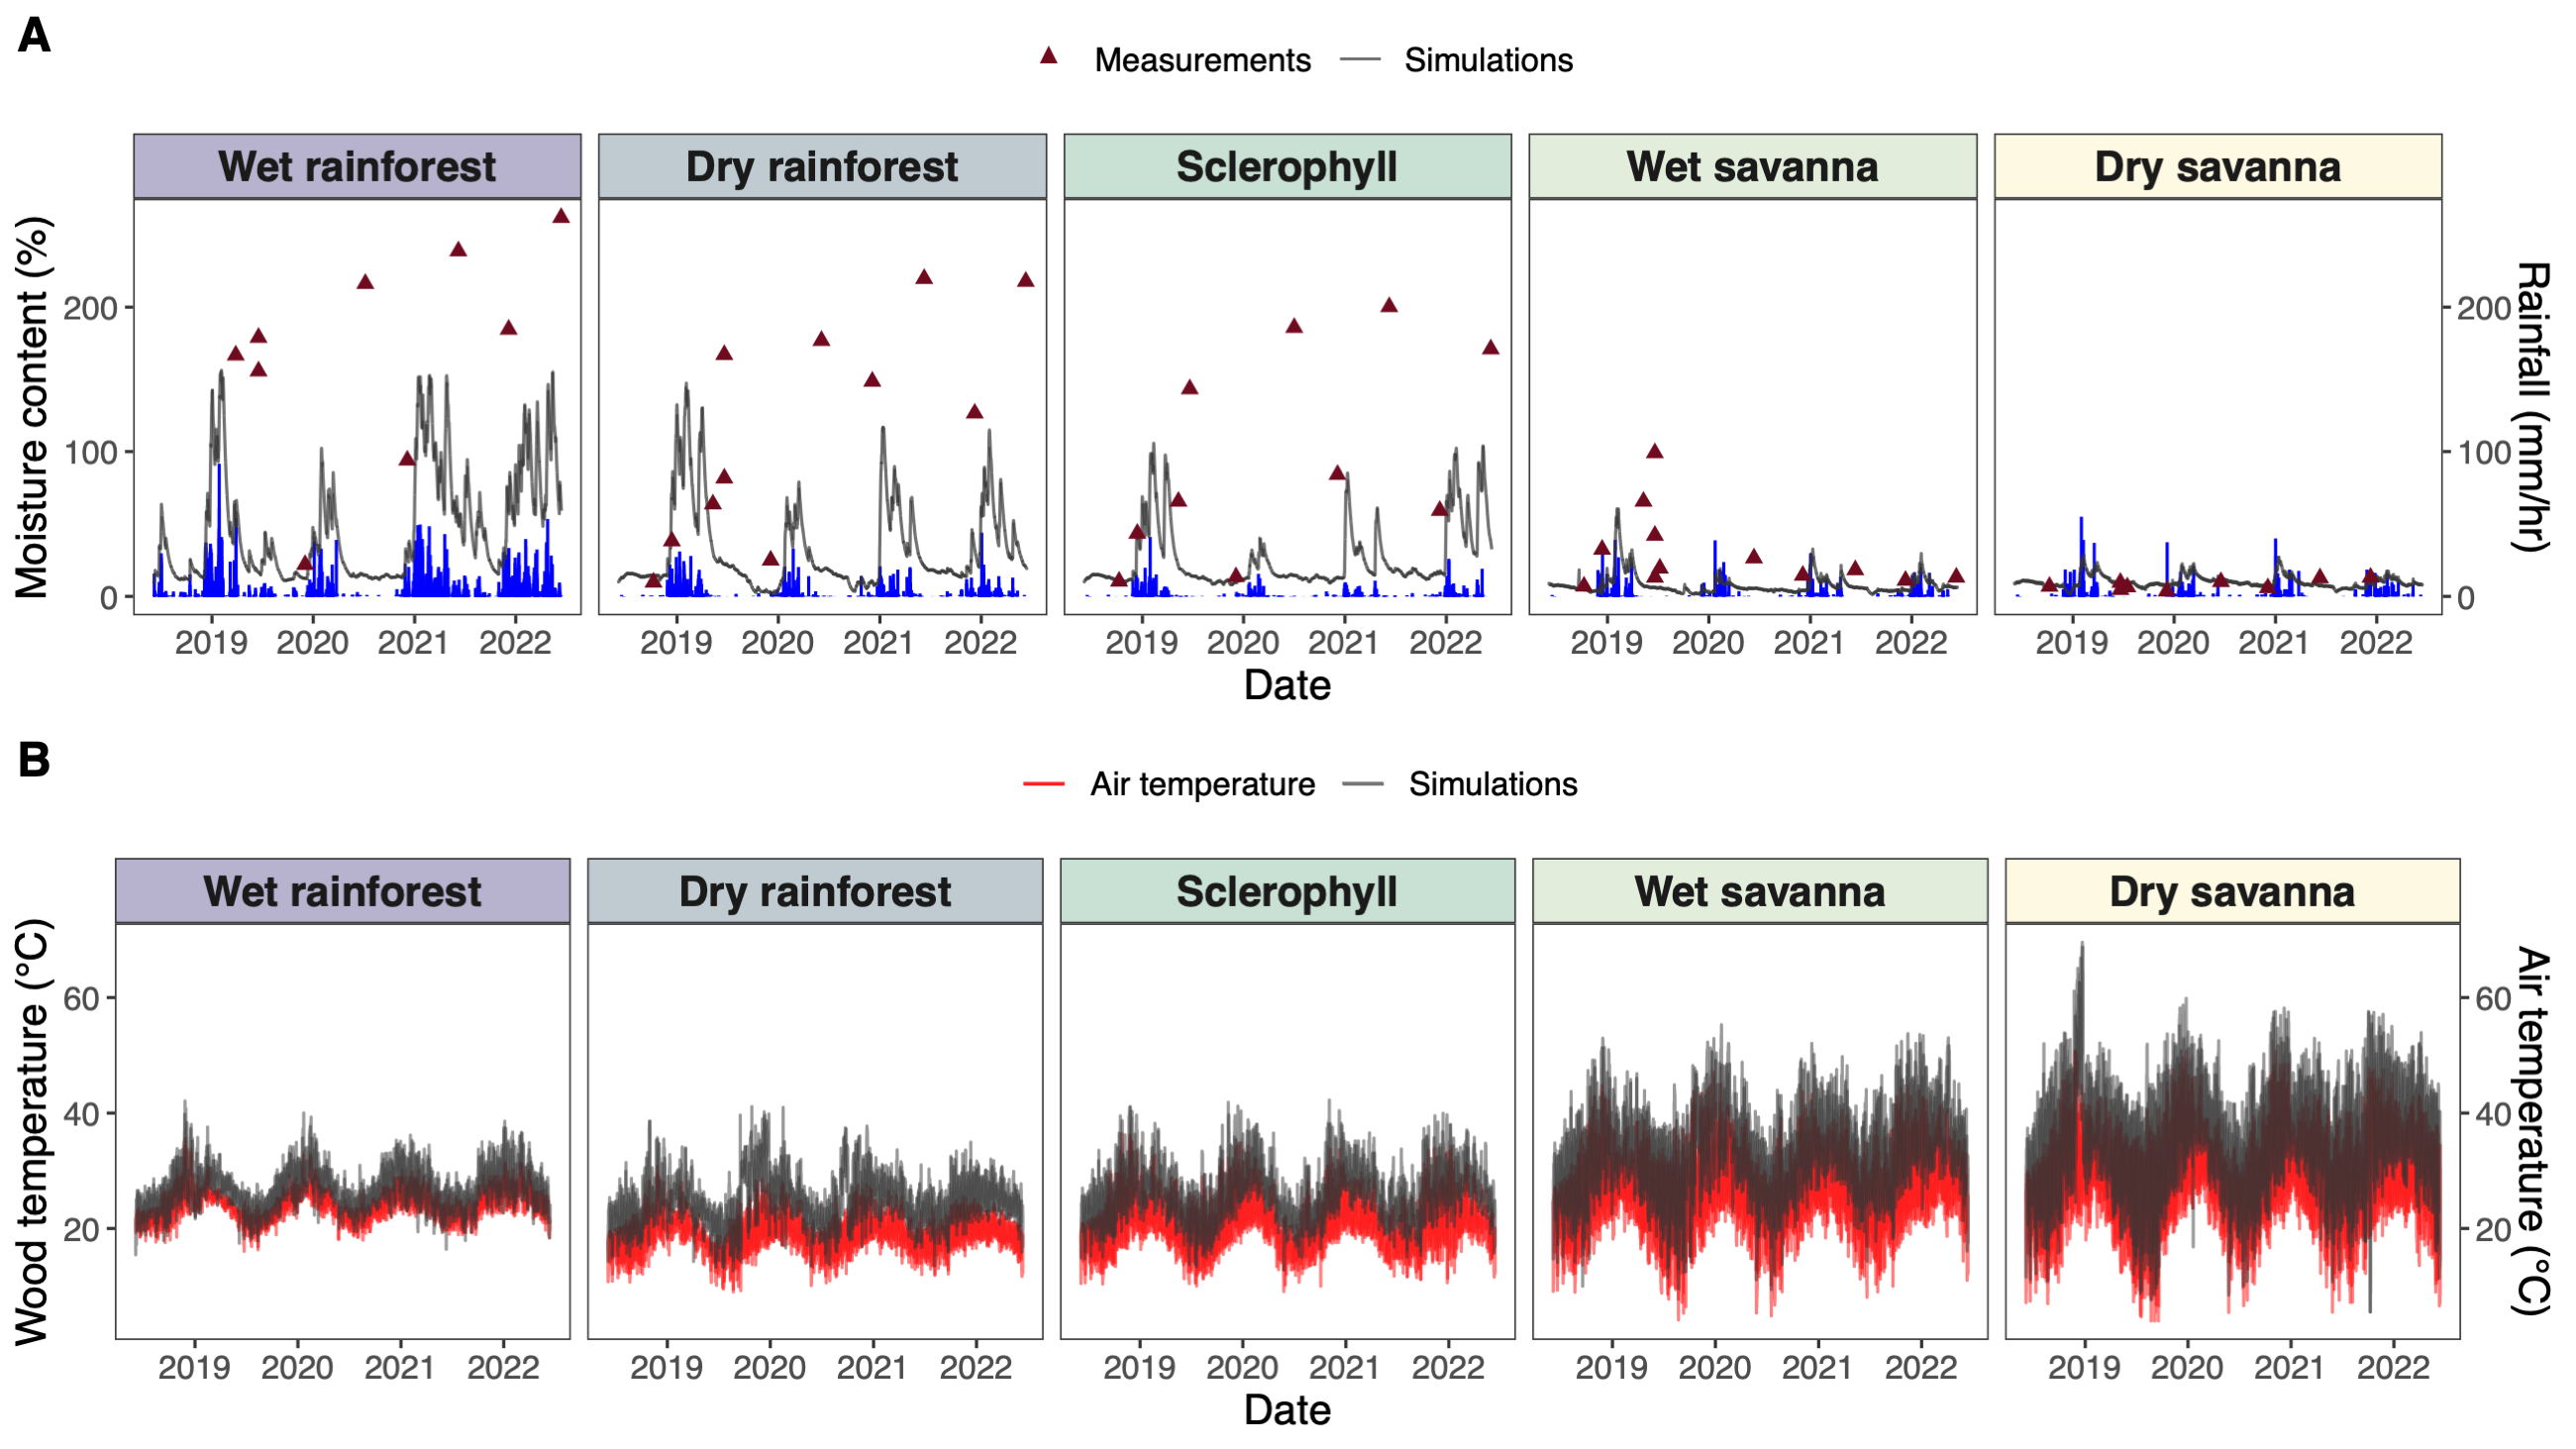 A
Measurements Simulations
Wet rainforest Dry rainforest Sclerophyll Wet savanna Dry savanna
Moisture content (%)
200
100
0
Rainfall (mm/hr)
200
100
0
2019 2020 2021 2022 2019 2020 2021 2022 2019 2020 2021 2022 2019 2020 2021 2022 2019 2020 2021 2022
Date
B
Air temperature Simulations
Wet rainforest Dry rainforest Sclerophyll Wet savanna Dry savanna
Wood temperature (°C)
60
40
20
Air temperature (°C)
60
40
20
2019 2020 2021 2022 2019 2020 2021 2022 2019 2020 2021 2022 2019 2020 2021 2022 2019 2020 2021 2022
Date